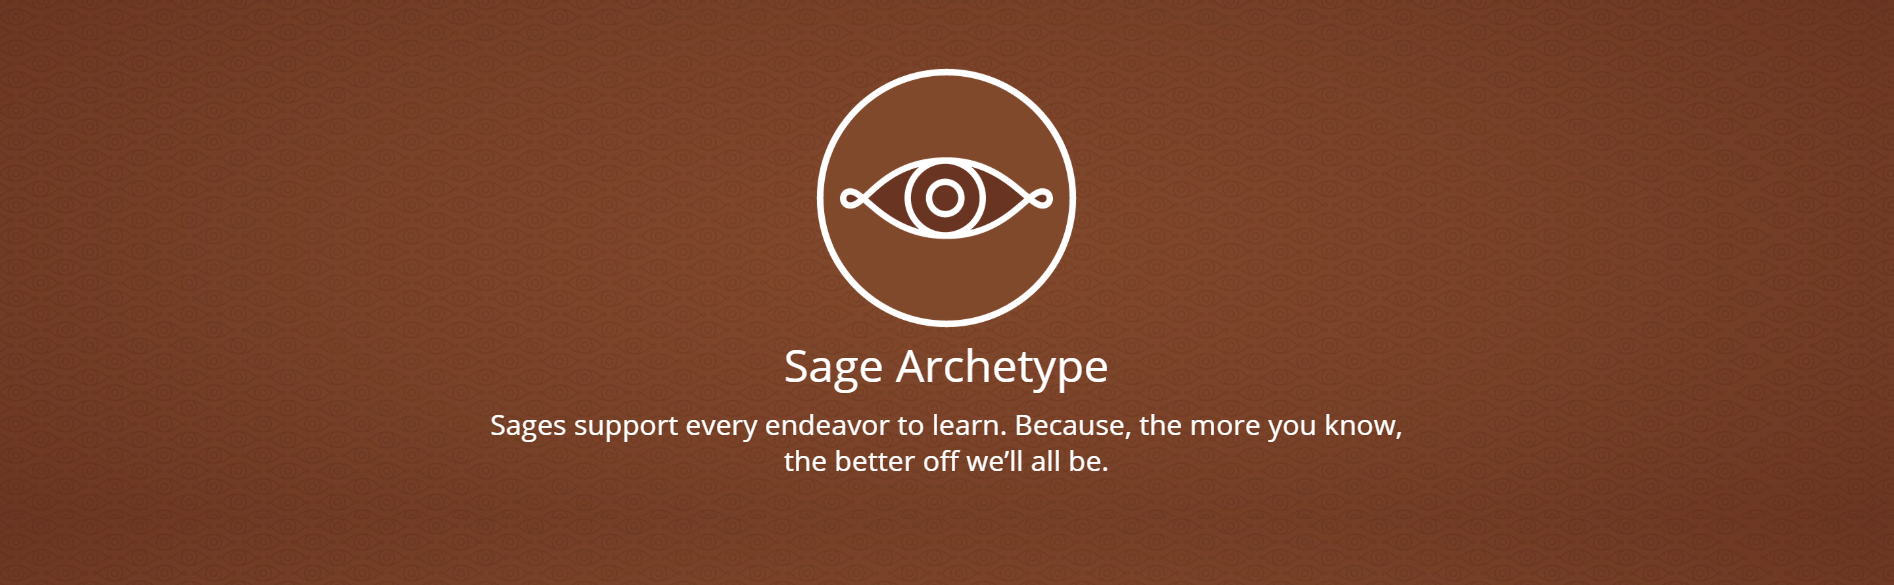 Sage Archetype
Sages support every endeavor to learn. Because, the more you know,
the better off we’ll all be.